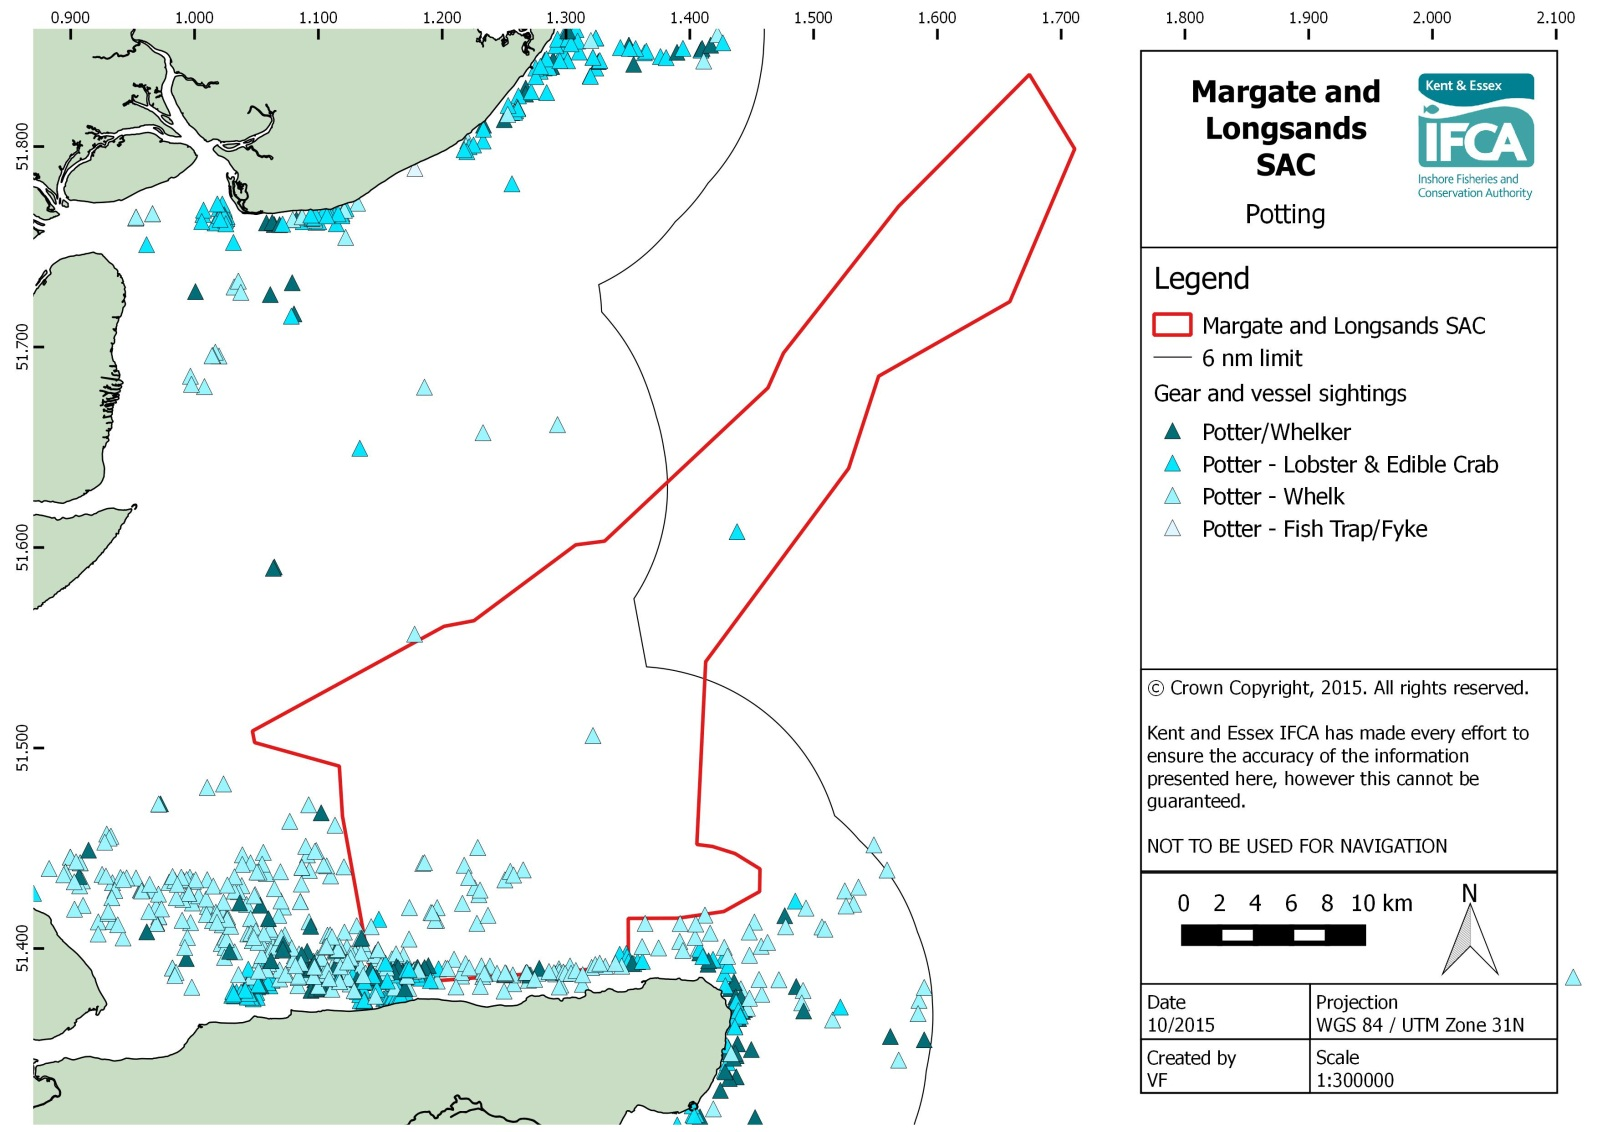 0.900 1.000 1.100 1.200 1.300 1.400 1.500 1.600 1.700 1.800 1.900 2.000 2.100
51.800
51.700
51.600
51.500
51.400
Margate and
Longsands
SAC
Potting
Kent & Essex
IFCA
Inshore Fisheries and
Conservation Authority
Legend
Margate and Longsands SAC
6 nm limit
Gear and vessel sightings
Potter/Whelker
Potter - Lobster & Edible Crab
Potter - Whelk
Potter - Fish Trap/Fyke
© Crown Copyright, 2015. All rights reserved.
Kent and Essex IFCA has made every effort to
ensure the accuracy of the information
presented here, however this cannot be
guaranteed.
NOT TO BE USED FOR NAVIGATION
0 2 4 6 8 10 km
N
Date
10/2015
Projection
WGS 84 / UTM Zone 31N
Created by
VF
Scale
1:300000